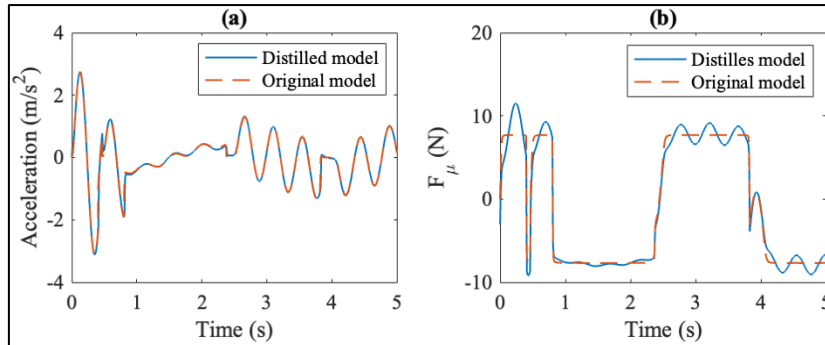 (a)
4
2
0
-2
-4
Acceleration (m/s²)
Distilled model
Original model
0 1 2 3 4 5
Time (s)
(b)
20
10
0
-10
F_μ (N)
Distilles model
Original model
0 1 2 3 4 5
Time (s)